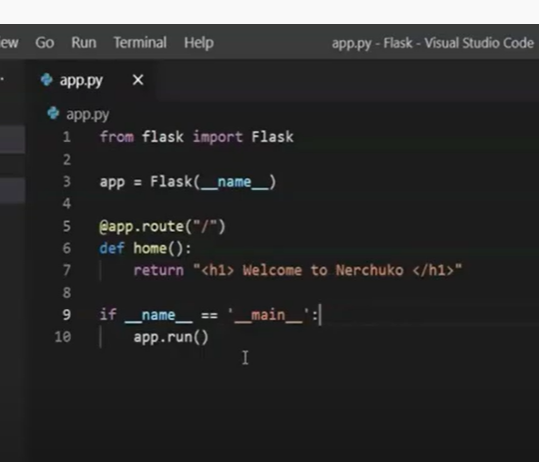 Go Run Terminal Help app.py - Flask - Visual Studio Code
app.py ×
app.py
1 from flask import Flask
2
3 app = Flask(__name__)
4
5 @app.route("/")
6 def home():
7     return "<h1> Welcome to Nerchuko </h1>"
8
9 if __name__ == '__main__':
10     app.run()